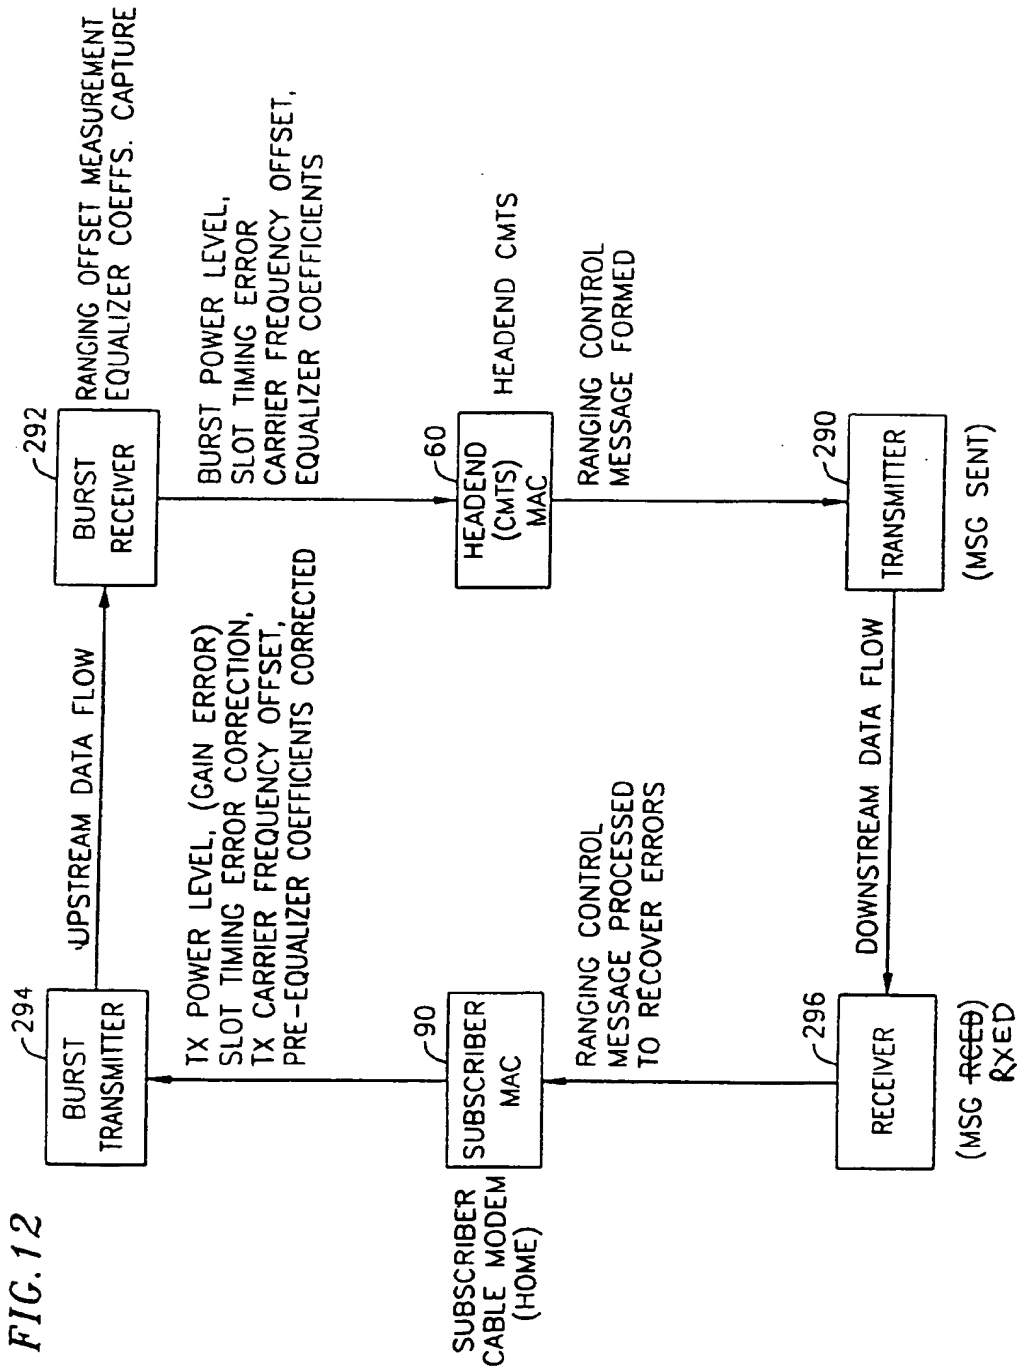 FIG. 12
294
BURST
TRANSMITTER
UPSTREAM DATA FLOW
292
BURST
RECEIVER
RANGING OFFSET MEASUREMENT
EQUALIZER COEFFS. CAPTURE
TX POWER LEVEL, (GAIN ERROR)
SLOT TIMING ERROR CORRECTION,
TX CARRIER FREQUENCY OFFSET,
PRE-EQUALIZER COEFFICIENTS CORRECTED
BURST POWER LEVEL,
SLOT TIMING ERROR
CARRIER FREQUENCY OFFSET,
EQUALIZER COEFFICIENTS
SUBSCRIBER
CABLE MODEM
(HOME)
90
SUBSCRIBER
MAC
60
HEADEND
(CMTS)
MAC
HEADEND CMTS
RANGING CONTROL
MESSAGE PROCESSED
TO RECOVER ERRORS
RANGING CONTROL
MESSAGE FORMED
296
RECEIVER
(MSG RCED)
RXED
DOWNSTREAM DATA FLOW
290
TRANSMITTER
(MSG SENT)